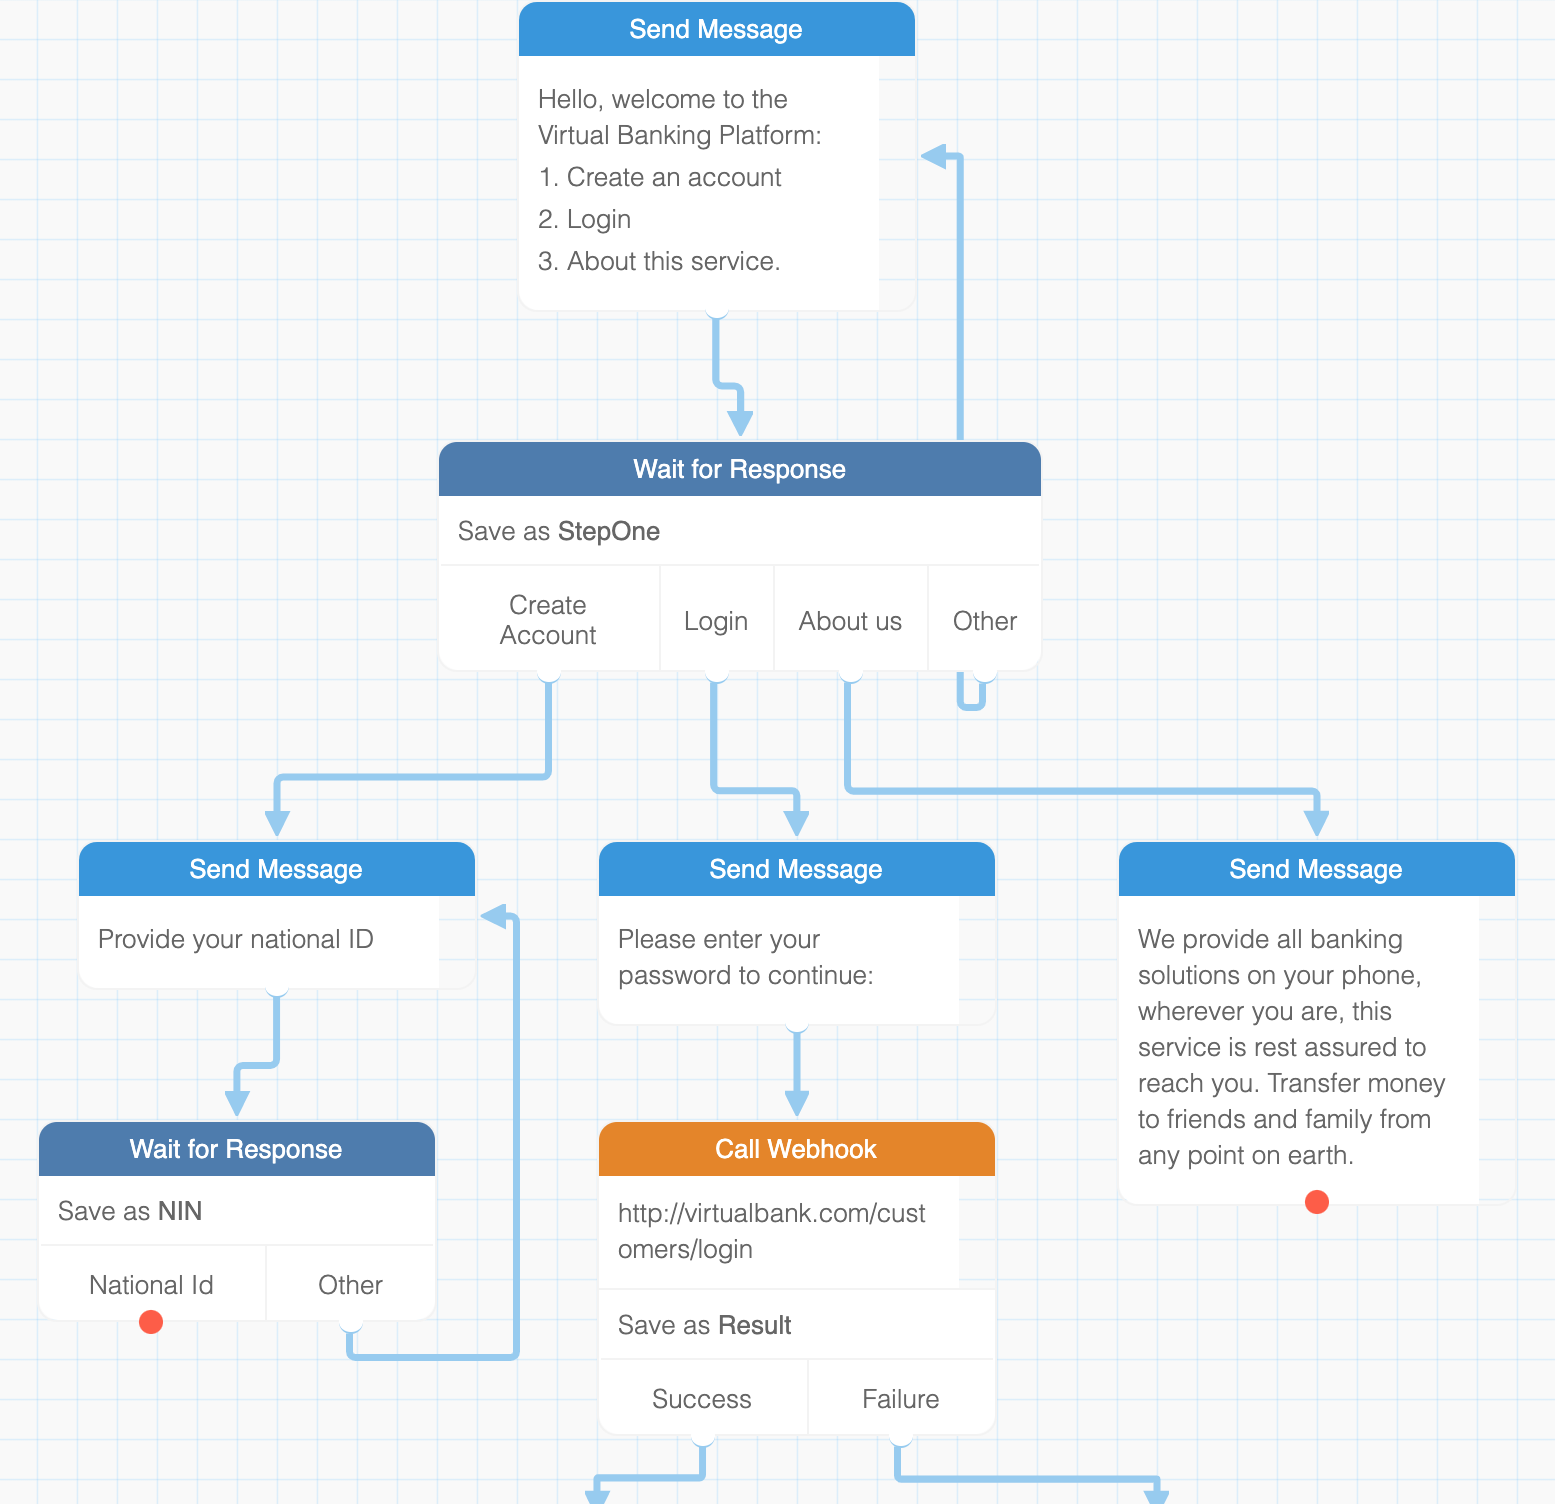 Send Message
Hello, welcome to the
Virtual Banking Platform:
1. Create an account
2. Login
3. About this service.
Wait for Response
Save as StepOne
Create
Account
Login
About us
Other
Send Message
Provide your national ID
Send Message
Please enter your
password to continue:
Send Message
We provide all banking
solutions on your phone,
wherever you are, this
service is rest assured to
reach you. Transfer money
to friends and family from
any point on earth.
Wait for Response
Save as NIN
National Id
Other
Call Webhook
http://virtualbank.com/cust
omers/login
Save as Result
Success
Failure